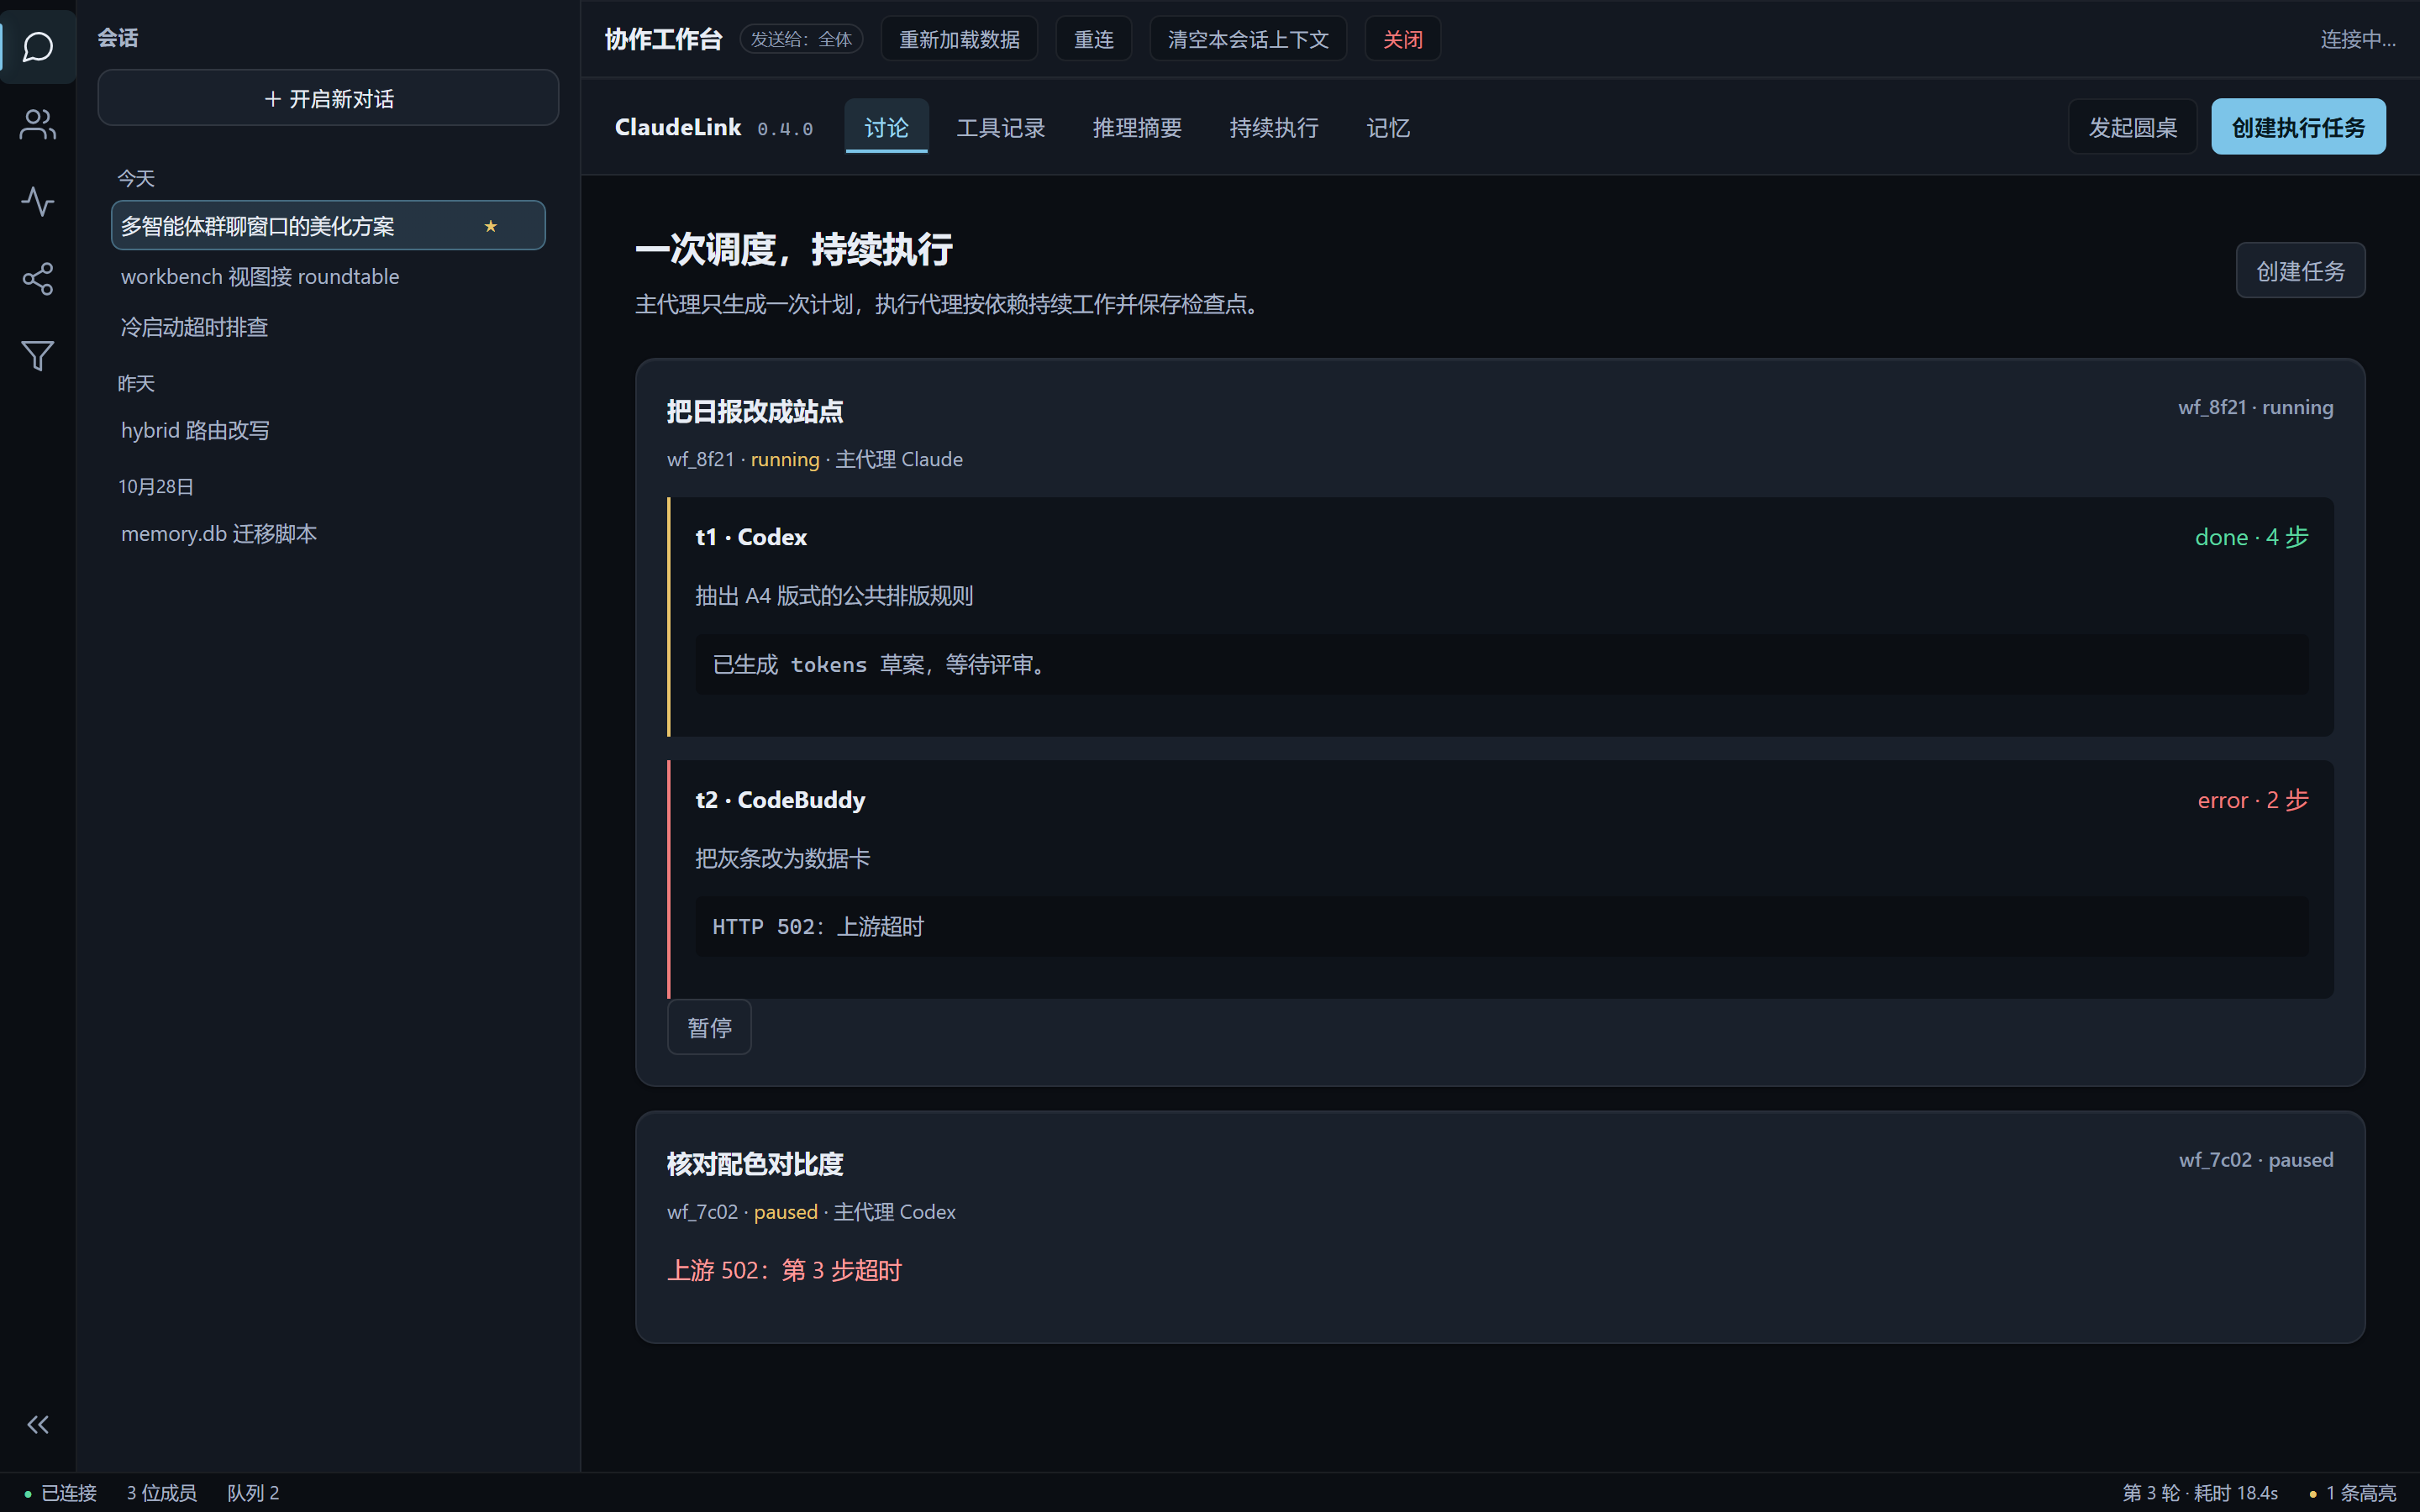 会话
+ 开启新对话
今天
多智能体群聊窗口的美化方案 ★
workbench 视图接 roundtable
冷启动超时排查
昨天
hybrid 路由改写
10月28日
memory.db 迁移脚本
协作工作台 发送给：全体 重新加载数据 重连 清空本会话上下文 关闭 连接中...
ClaudeLink 0.4.0 讨论 工具记录 推理摘要 持续执行 记忆 发起圆桌 创建执行任务
一次调度，持续执行
创建任务
主代理只生成一次计划，执行代理按依赖持续工作并保存检查点。
把日报改成站点 wf_8f21 · running
wf_8f21 · running · 主代理 Claude
t1 · Codex done · 4 步
抽出 A4 版式的公共排版规则
已生成 tokens 草案，等待评审。
t2 · CodeBuddy error · 2 步
把灰条改为数据卡
HTTP 502：上游超时
暂停
核对配色对比度 wf_7c02 · paused
wf_7c02 · paused · 主代理 Codex
上游 502：第 3 步超时
已连接 3 位成员 队列 2 第 3 轮 · 耗时 18.4s 1 条高亮